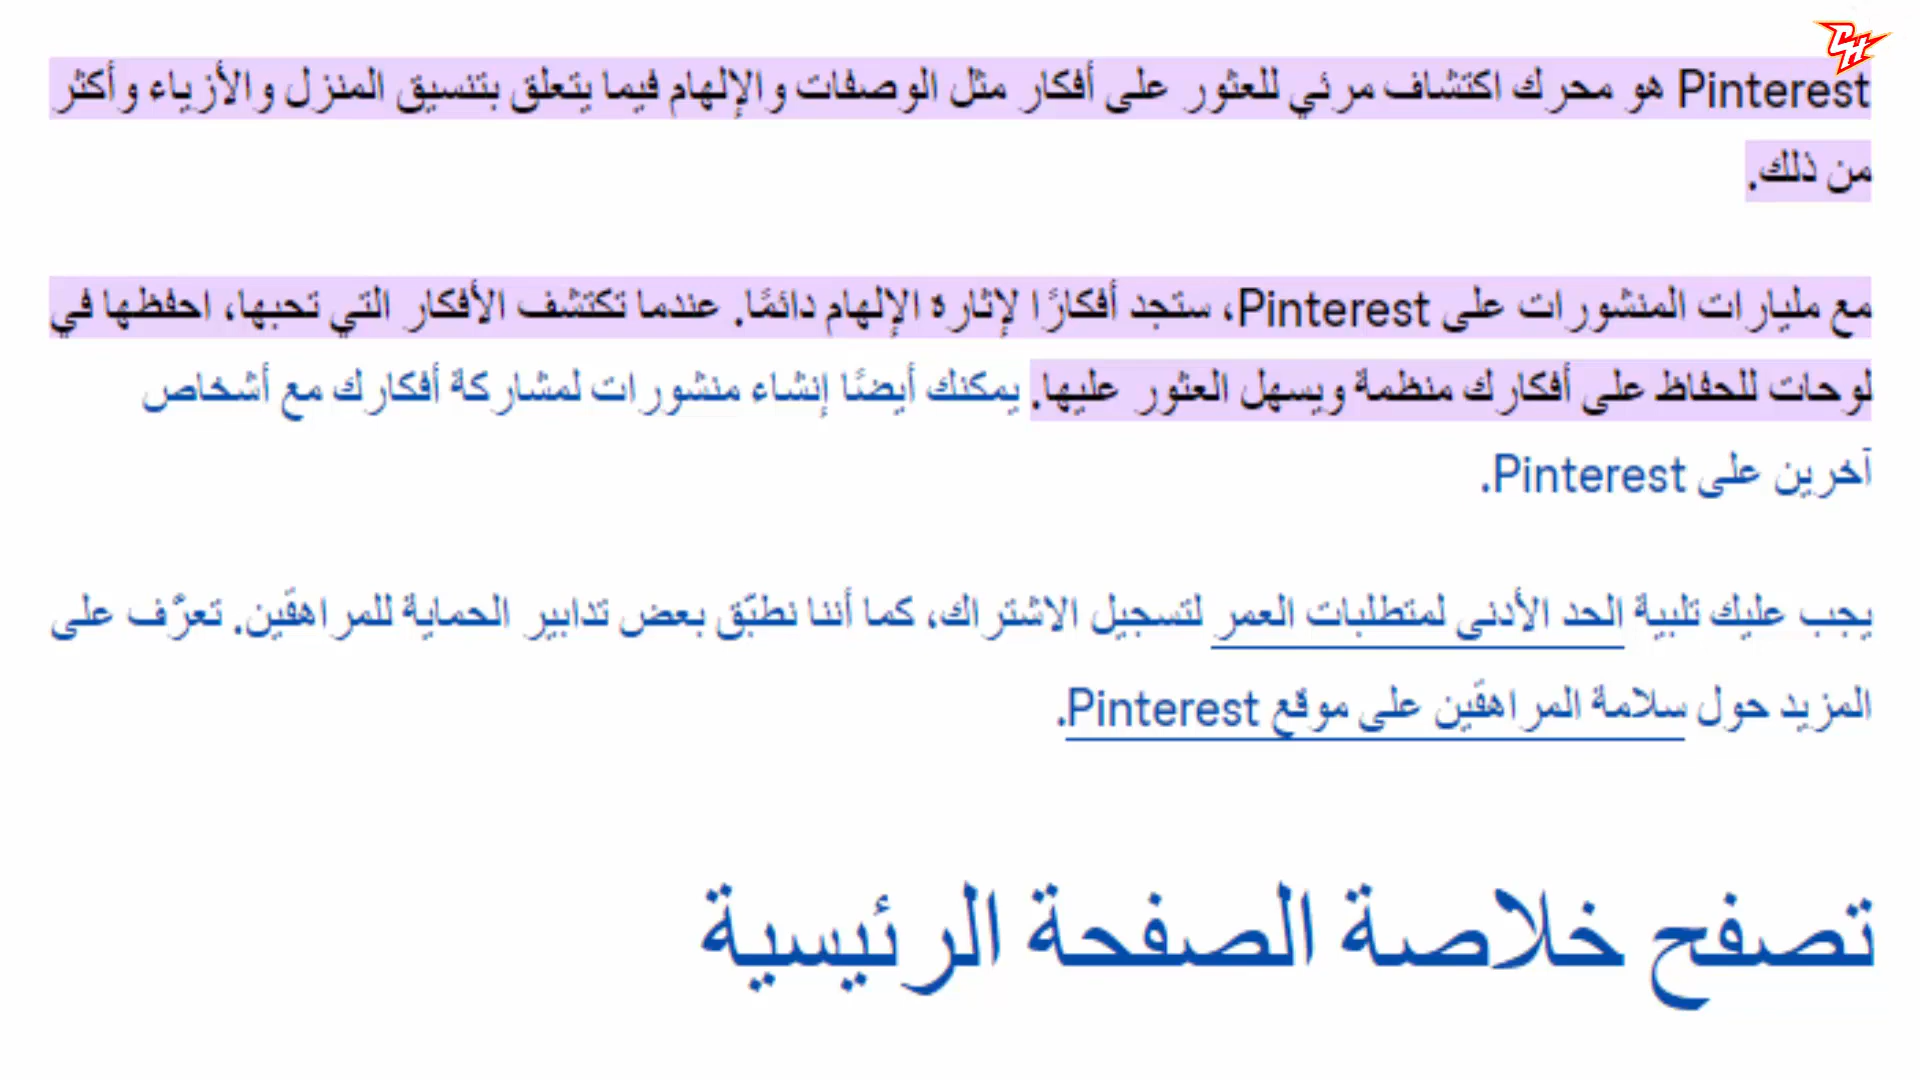 CH
Pinterest هو محرك اكتشاف مرئي للعثور على أفكار مثل الوصفات والإلهام فيما يتعلق بتنسيق المنزل والأزياء وأكثر
من ذلك.
مع مليارات المنشورات على Pinterest، ستجد أفكارًا لإثاره الإلهام دائمًا. عندما تكتشف الأفكار التي تحبها، احفظها في
لوحات للحفاظ على أفكارك منظمة ويسهل العثور عليها. يمكنك أيضًا إنشاء منشورات لمشاركة أفكارك مع أشخاص
آخرين على Pinterest.
يجب عليك تلبية الحد الأدنى لمتطلبات العمر لتسجيل الاشتراك، كما أننا نطبّق بعض تدابير الحماية للمراهقين. تعرَّف على
المزيد حول سلامة المراهقين على موقع Pinterest.
تصفح خلاصة الصفحة الرئيسية